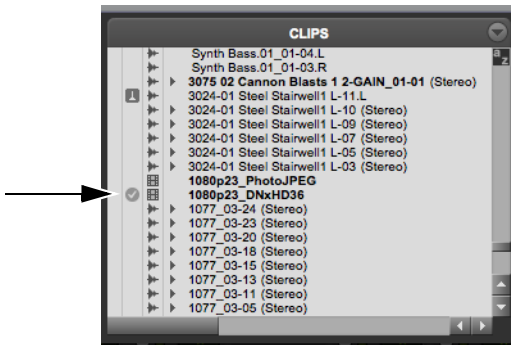 CLIPS
a
z
Synth Bass.01_01-04.L
Synth Bass.01_01-03.R
3075 02 Cannon Blasts 1 2-GAIN_01-01 (Stereo)
3024-01 Steel Stairwell1 L-11.L
3024-01 Steel Stairwell1 L-10 (Stereo)
3024-01 Steel Stairwell1 L-09 (Stereo)
3024-01 Steel Stairwell1 L-07 (Stereo)
3024-01 Steel Stairwell1 L-05 (Stereo)
3024-01 Steel Stairwell1 L-03 (Stereo)
1080p23_PhotoJPEG
1080p23_DNxHD36
1077_03-24 (Stereo)
1077_03-23 (Stereo)
1077_03-20 (Stereo)
1077_03-18 (Stereo)
1077_03-15 (Stereo)
1077_03-13 (Stereo)
1077_03-11 (Stereo)
1077_03-05 (Stereo)